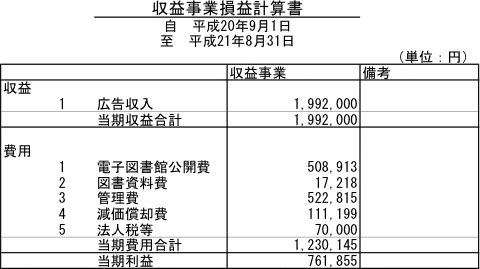 収益事業損益計算書
自 平成20年9月1日
至 平成21年8月31日
(単位：円)
収益事業 備考
収益
1 広告収入 1,992,000
当期収益合計 1,992,000
費用
1 電子図書館公開費 508,913
2 図書資料費 17,218
3 管理費 522,815
4 減価償却費 111,199
5 法人税等 70,000
当期費用合計 1,230,145
当期利益 761,855